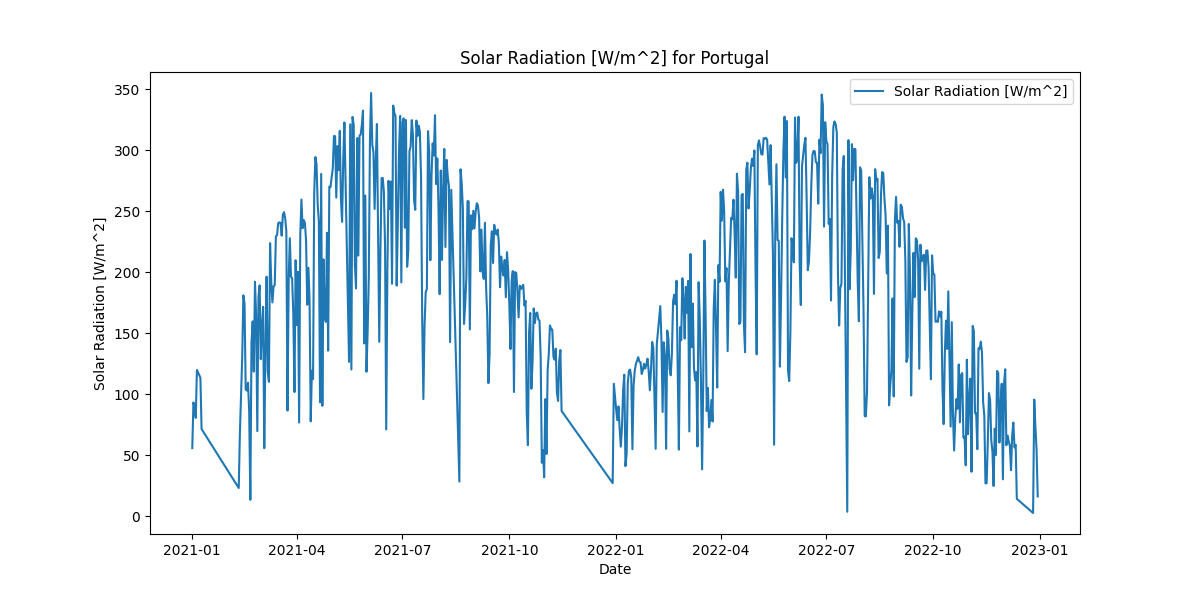 Solar Radiation [W/m^2] for Portugal
Solar Radiation [W/m^2]
Solar Radiation [W/m^2]
350
300
250
200
150
100
50
0
2021-01 2021-04 2021-07 2021-10 2022-01 2022-04 2022-07 2022-10 2023-01
Date